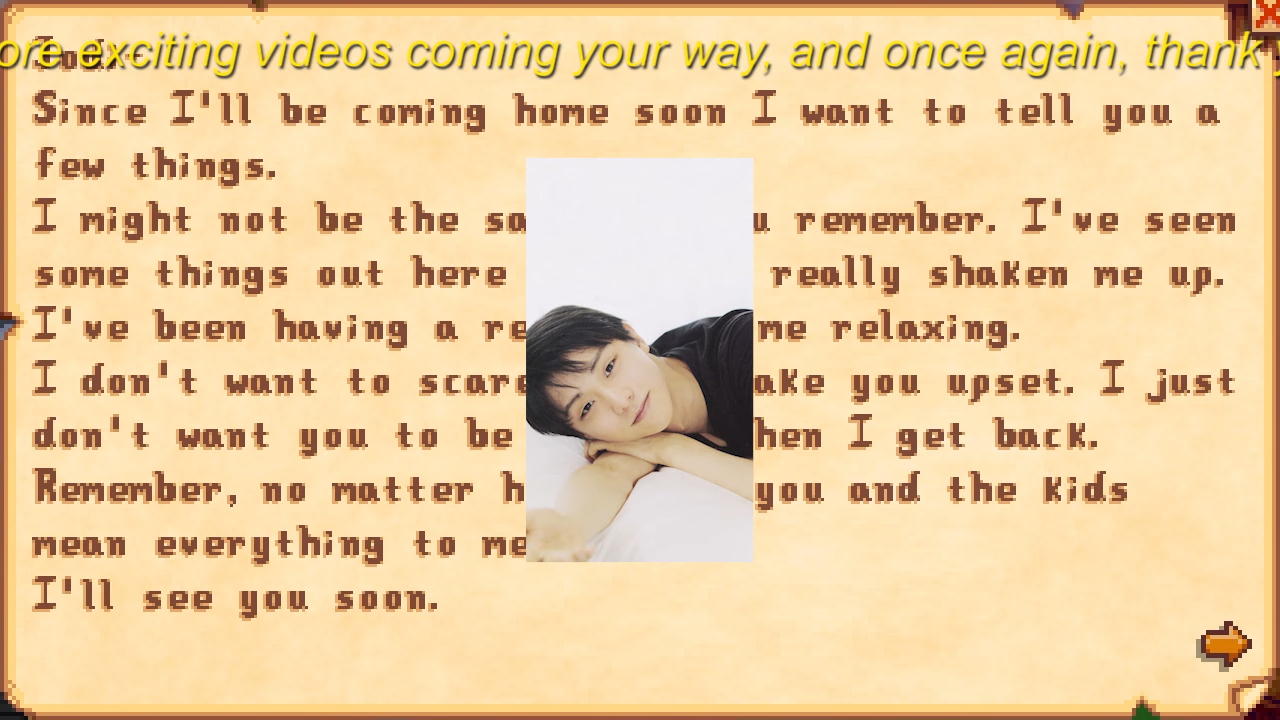 ore exciting videos coming your way, and once again, thank
Since I'll be coming home soon I want to tell you a
few things.
I might not be the sa u remember. I've seen
some things out here really shaken me up.
I've been having a re me relaxing.
I don't want to scare ake you upset. I just
don't want you to be hen I get back.
Remember, no matter h you and the kids
mean everything to me
I'll see you soon.